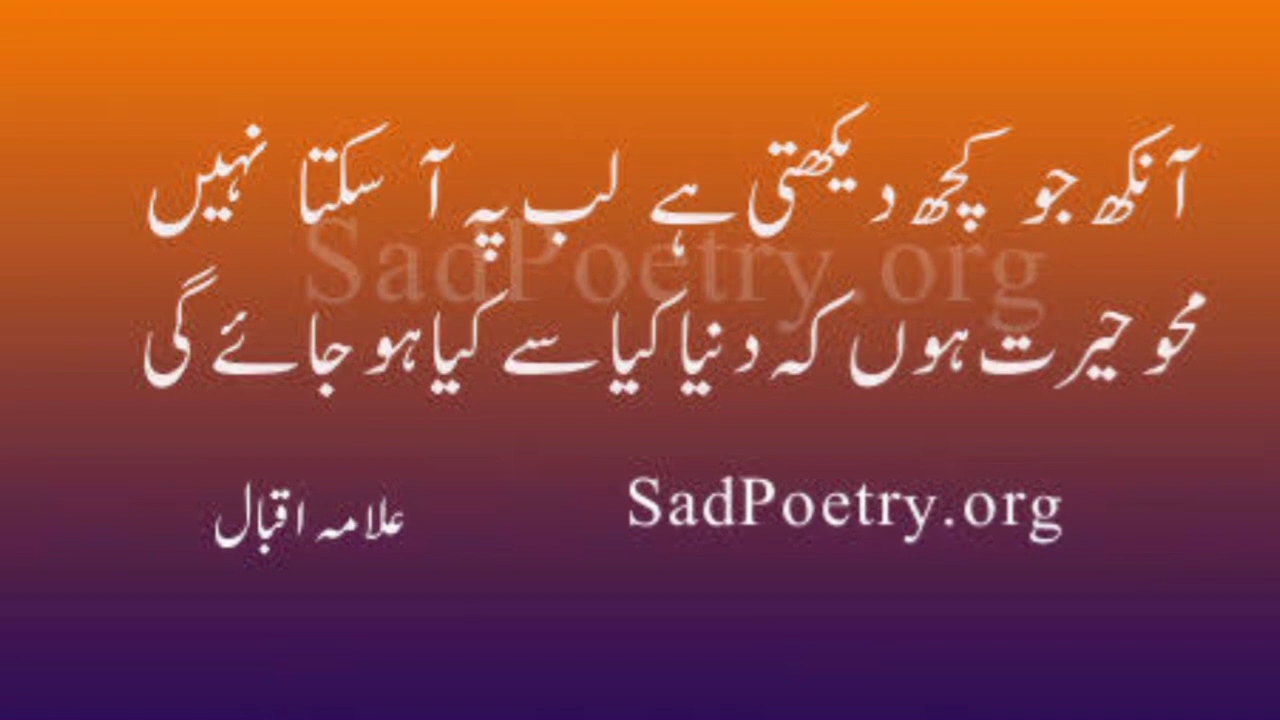 آنکھ جو کچھ دیکھتی ہے لب پہ آ سکتا نہیں
SadPoetry.org
محو حیرت ہوں کہ دنیا کیا سے کیا ہو جائے گی
SadPoetry.org
علامہ اقبال